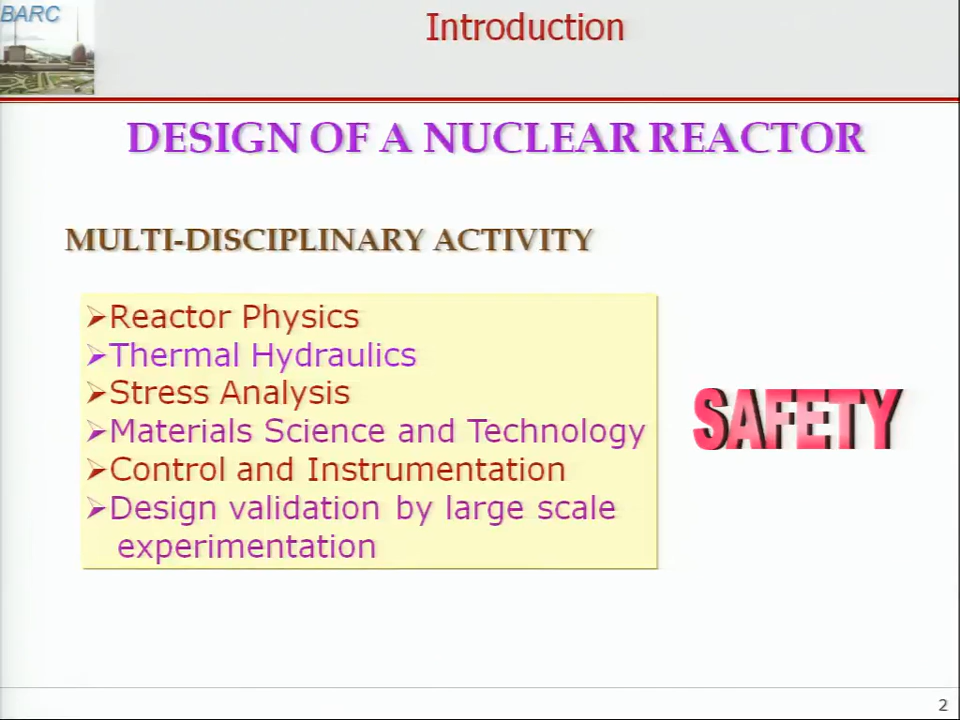 BARC
Introduction
DESIGN OF A NUCLEAR REACTOR
MULTI-DISCIPLINARY ACTIVITY
➢Reactor Physics
➢Thermal Hydraulics
➢Stress Analysis
➢Materials Science and Technology
➢Control and Instrumentation
➢Design validation by large scale
experimentation
SAFETY
2